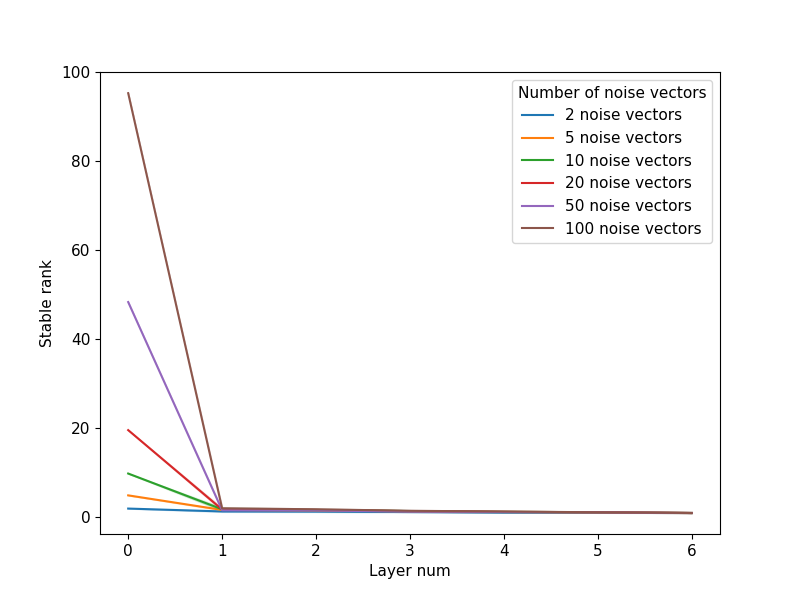 100
80
60
40
20
0
Stable rank
Number of noise vectors
2 noise vectors
5 noise vectors
10 noise vectors
20 noise vectors
50 noise vectors
100 noise vectors
0 1 2 3 4 5 6
Layer num